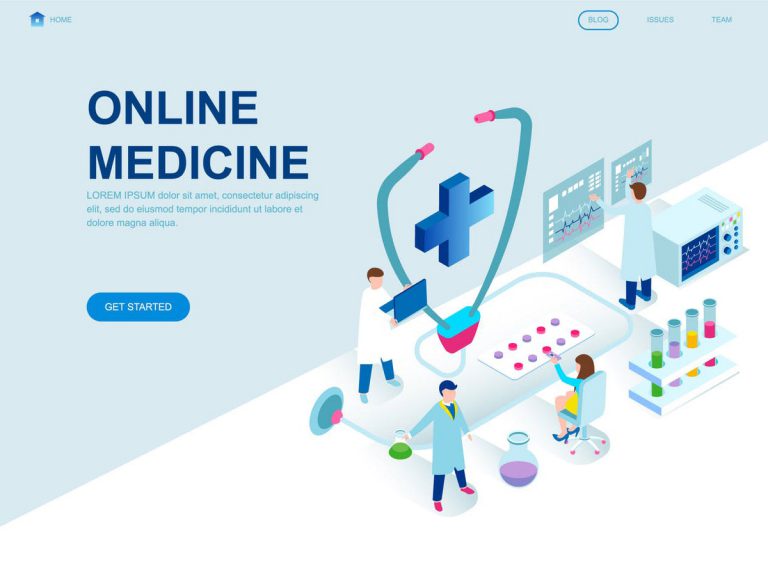 HOME
BLOG
ISSUES
TEAM
ONLINE
MEDICINE
LOREM IPSUM dolor sit amet, consectetur adipiscing
elit, sed do eiusmod tempor incididunt ut labore et
dolore magna aliqua.
GET STARTED